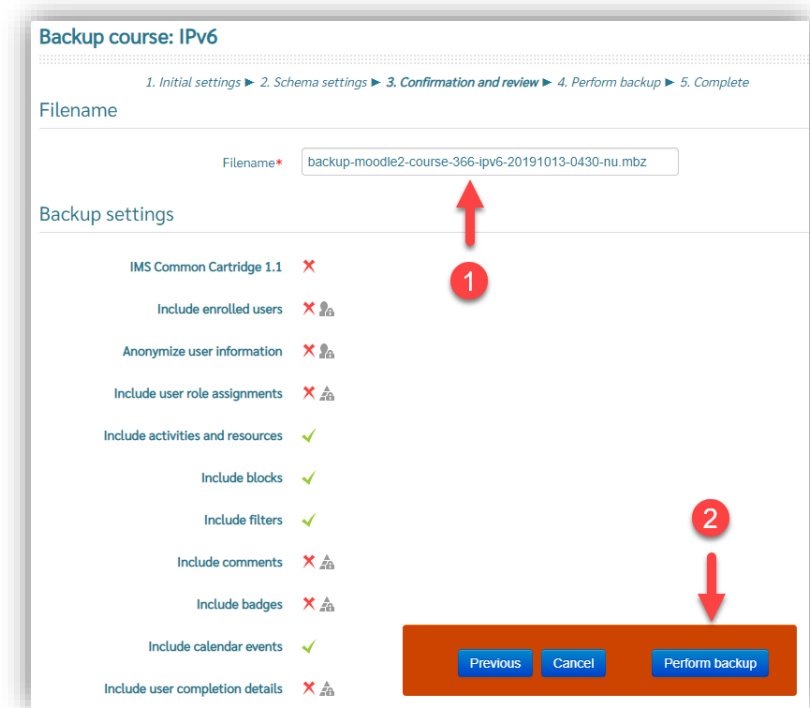 Backup course: IPv6
1. Initial settings ► 2. Schema settings ► 3. Confirmation and review ► 4. Perform backup ► 5. Complete
Filename
Filename* backup-moodle2-course-366-ipv6-20191013-0430-nu.mbz
Backup settings
1
IMS Common Cartridge 1.1
Include enrolled users
Anonymize user information
Include user role assignments
Include activities and resources
Include blocks
Include filters
2
Include comments
Include badges
Include calendar events
Previous Cancel Perform backup
Include user completion details